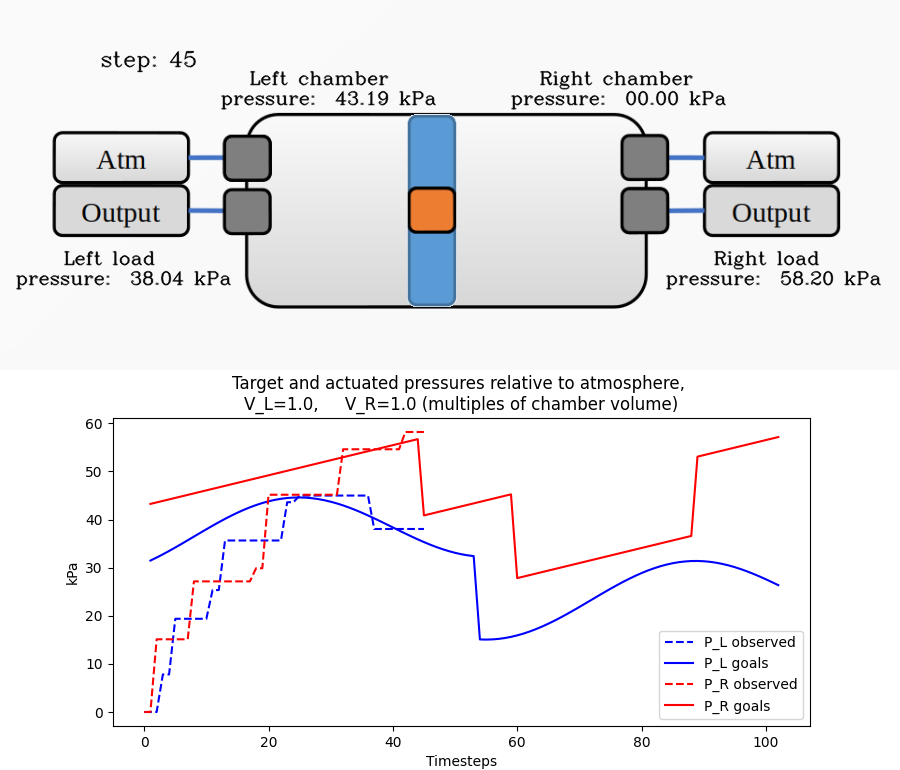 step: 45
Left chamber
pressure: 43.19 kPa
Right chamber
pressure: 00.00 kPa
Atm
Output
Atm
Output
Left load
pressure: 38.04 kPa
Right load
pressure: 58.20 kPa
Target and actuated pressures relative to atmosphere,
V_L=1.0, V_R=1.0 (multiples of chamber volume)
60
50
40
30
20
10
0
kPa
0 20 40 60 80 100
Timesteps
P_L observed
P_L goals
P_R observed
P_R goals